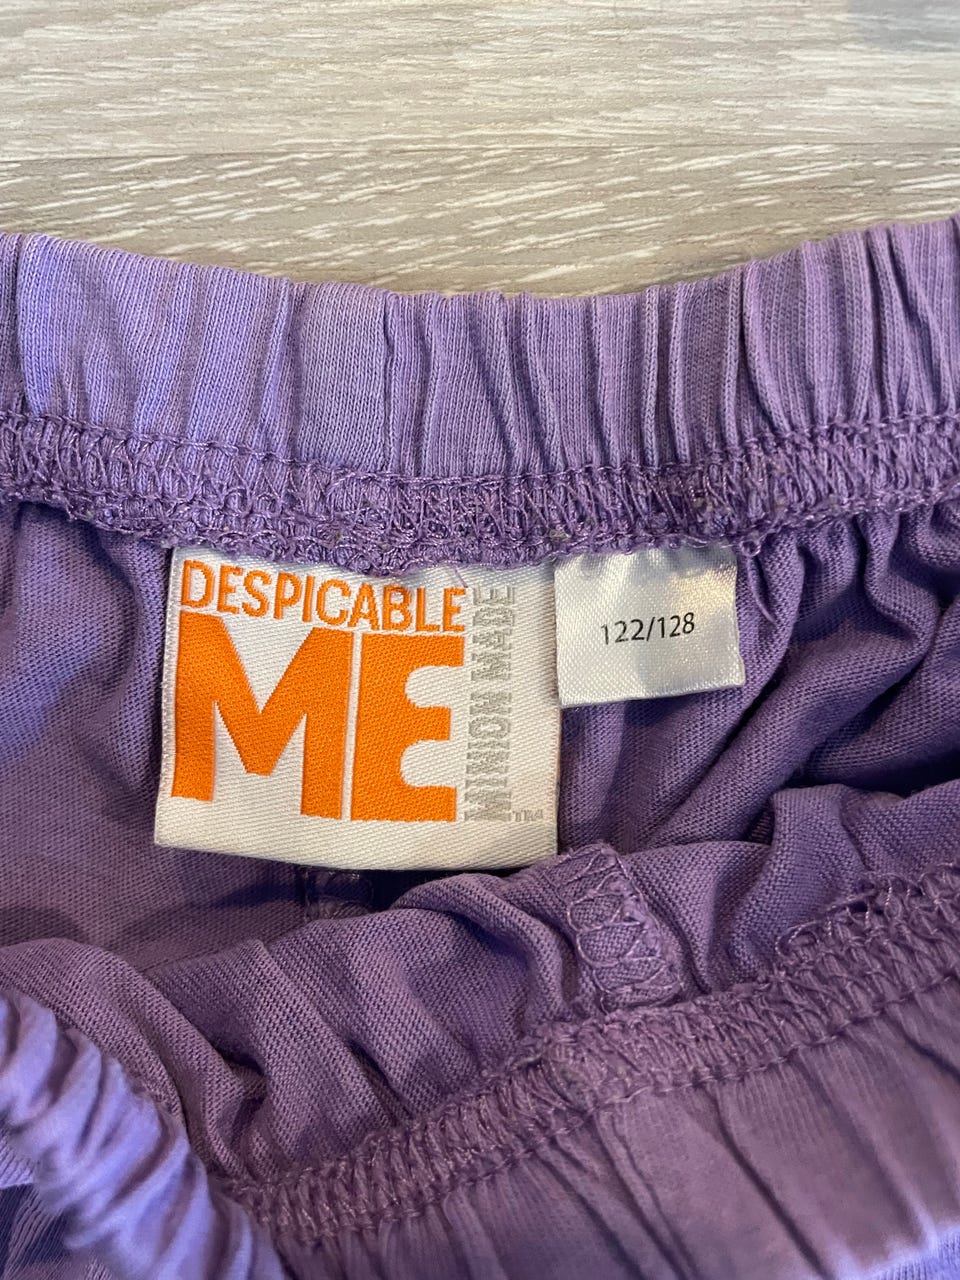 DESPICABLE
ME
MINION MADE
TM
122/128